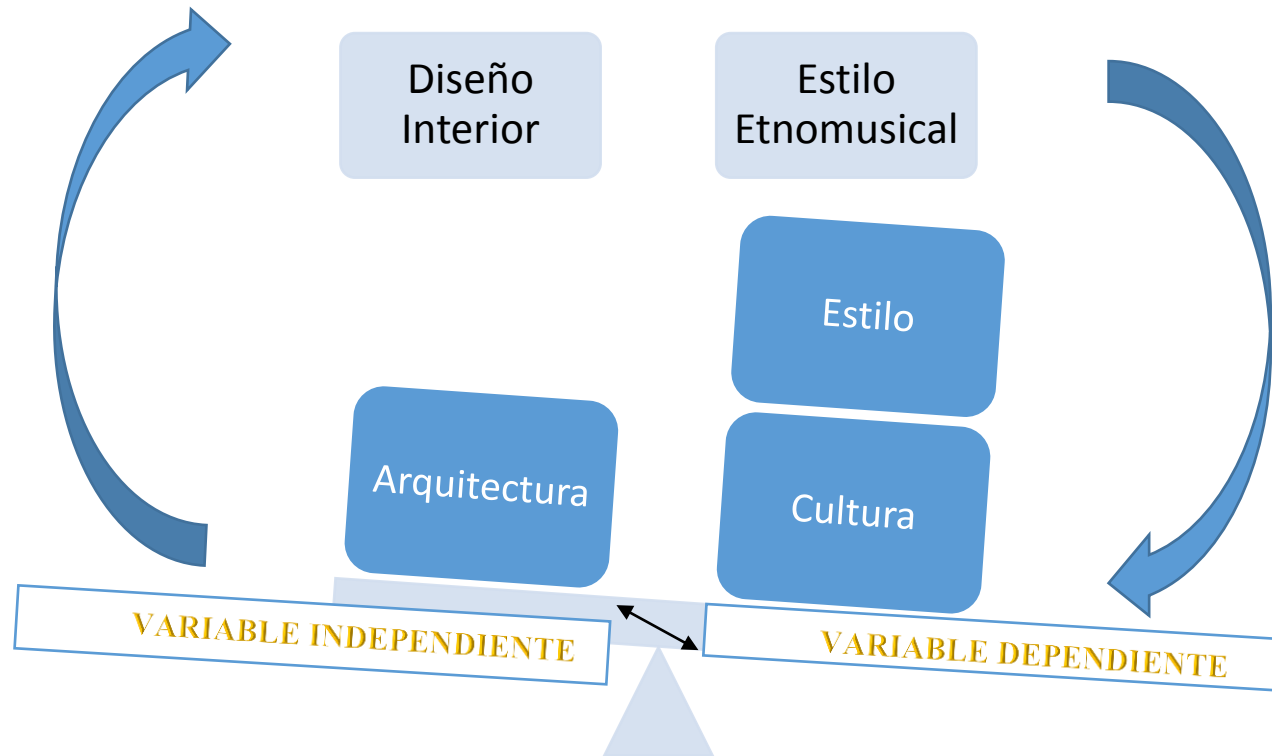 Diseño
Interior
Estilo
Etnomusical
Estilo
Arquitectura
Cultura
VARIABLE INDEPENDIENTE
VARIABLE DEPENDIENTE